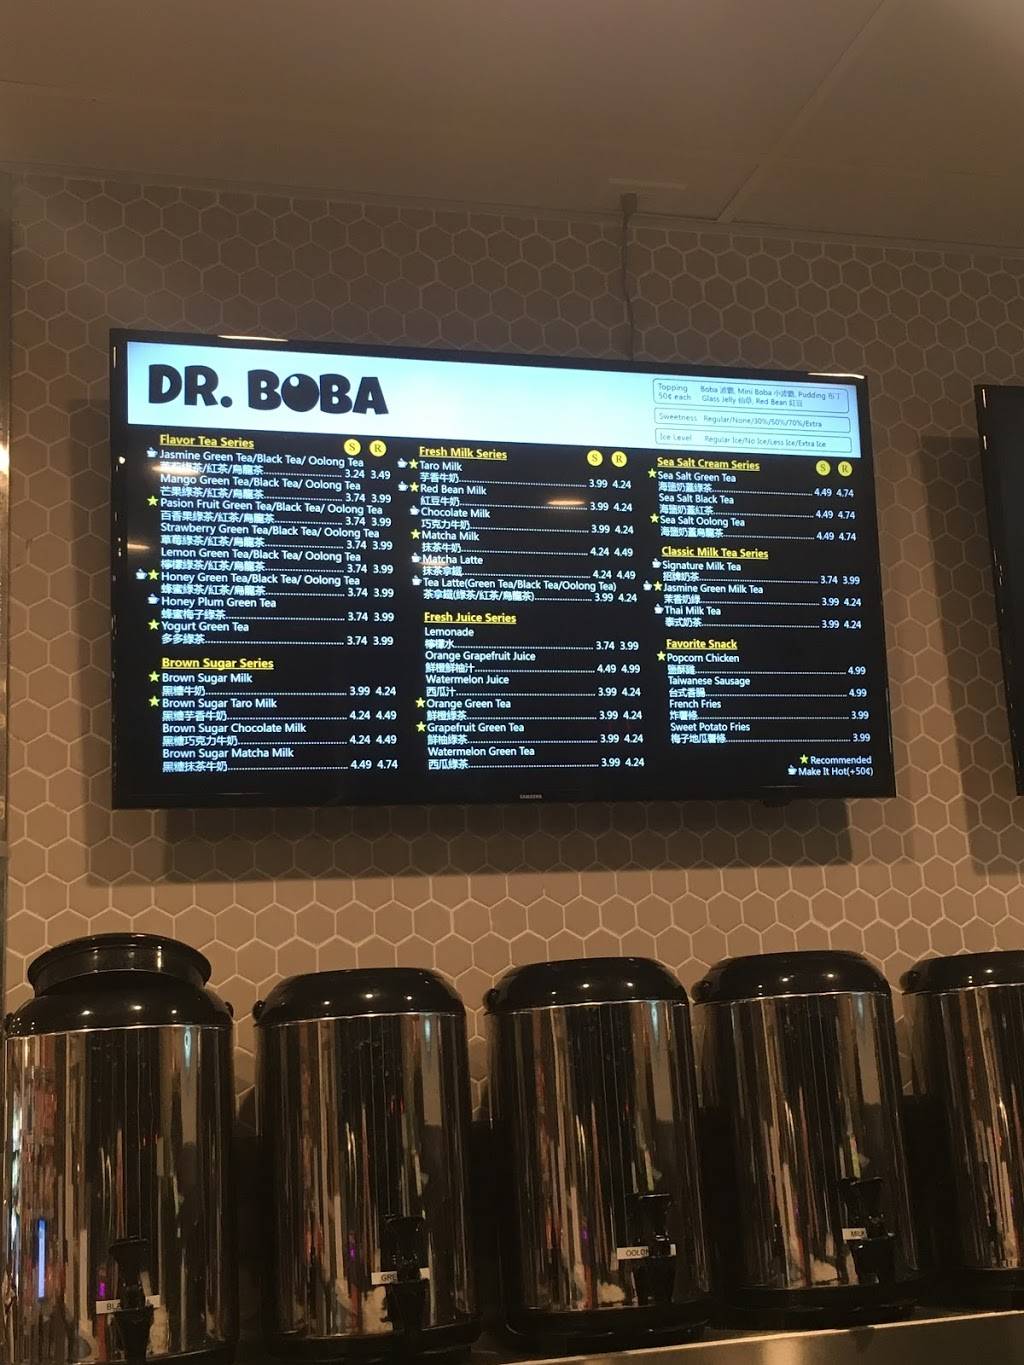 DR. BOBA
Topping Boba 波霸, Mini Boba 小波霸, Pudding 布丁
50¢ each Glass Jelly 仙草, Red Bean 紅豆
Sweetness Regular/None/30%/50%/70%/Extra
Ice Level Regular Ice/No Ice/Less Ice/Extra Ice
Flavor Tea Series S R
Jasmine Green Tea/Black Tea/ Oolong Tea
茉莉綠茶/紅茶/烏龍茶 3.24 3.49
Mango Green Tea/Black Tea/ Oolong Tea
芒果綠茶/紅茶/烏龍茶 3.74 3.99
Pasion Fruit Green Tea/Black Tea/ Oolong Tea
百香果綠茶/紅茶/烏龍茶 3.74 3.99
Strawberry Green Tea/Black Tea/ Oolong Tea
草莓綠茶/紅茶/烏龍茶 3.74 3.99
Lemon Green Tea/Black Tea/ Oolong Tea
檸檬綠茶/紅茶/烏龍茶 3.74 3.99
Honey Green Tea/Black Tea/ Oolong Tea
蜂蜜綠茶/紅茶/烏龍茶 3.74 3.99
Honey Plum Green Tea
蜂蜜梅子綠茶 3.74 3.99
Yogurt Green Tea
多多綠茶 3.74 3.99
Brown Sugar Series
Brown Sugar Milk
黑糖牛奶 3.99 4.24
Brown Sugar Taro Milk
黑糖芋香牛奶 4.24 4.49
Brown Sugar Chocolate Milk
黑糖巧克力牛奶 4.24 4.49
Brown Sugar Matcha Milk
黑糖抹茶牛奶 4.49 4.74
Fresh Milk Series S R
Taro Milk
芋香牛奶 3.99 4.24
Red Bean Milk
紅豆牛奶 3.99 4.24
Chocolate Milk
巧克力牛奶 3.99 4.24
Matcha Milk
抹茶牛奶 4.24 4.49
Matcha Latte
抹茶拿鐵 4.24 4.49
Tea Latte(Green Tea/Black Tea/Oolong Tea)
茶拿鐵(綠茶/紅茶/烏龍茶) 3.99 4.24
Fresh Juice Series
Lemonade
檸檬水 3.74 3.99
Orange Grapefruit Juice
鮮橙鮮柚汁 4.49 4.99
Watermelon Juice
西瓜汁 3.99 4.24
Orange Green Tea
鮮橙綠茶 3.99 4.24
Grapefruit Green Tea
鮮柚綠茶 3.99 4.24
Watermelon Green Tea
西瓜綠茶 3.99 4.24
Sea Salt Cream Series S R
Sea Salt Green Tea
海鹽奶蓋綠茶 4.49 4.74
Sea Salt Black Tea
海鹽奶蓋紅茶 4.49 4.74
Sea Salt Oolong Tea
海鹽奶蓋烏龍茶 4.49 4.74
Classic Milk Tea Series
Signature Milk Tea
招牌奶茶 3.74 3.99
Jasmine Green Milk Tea
茉香奶綠 3.99 4.24
Thai Milk Tea
泰式奶茶 3.99 4.24
Favorite Snack
Popcorn Chicken
鹽酥雞 4.99
Taiwanese Sausage
台式香腸 4.99
French Fries
炸薯條 3.99
Sweet Potato Fries
梅子地瓜薯條 3.99
Recommended
Make It Hot(+50¢)
SAMSUNG
BLA
GRE
OOLON
MILK